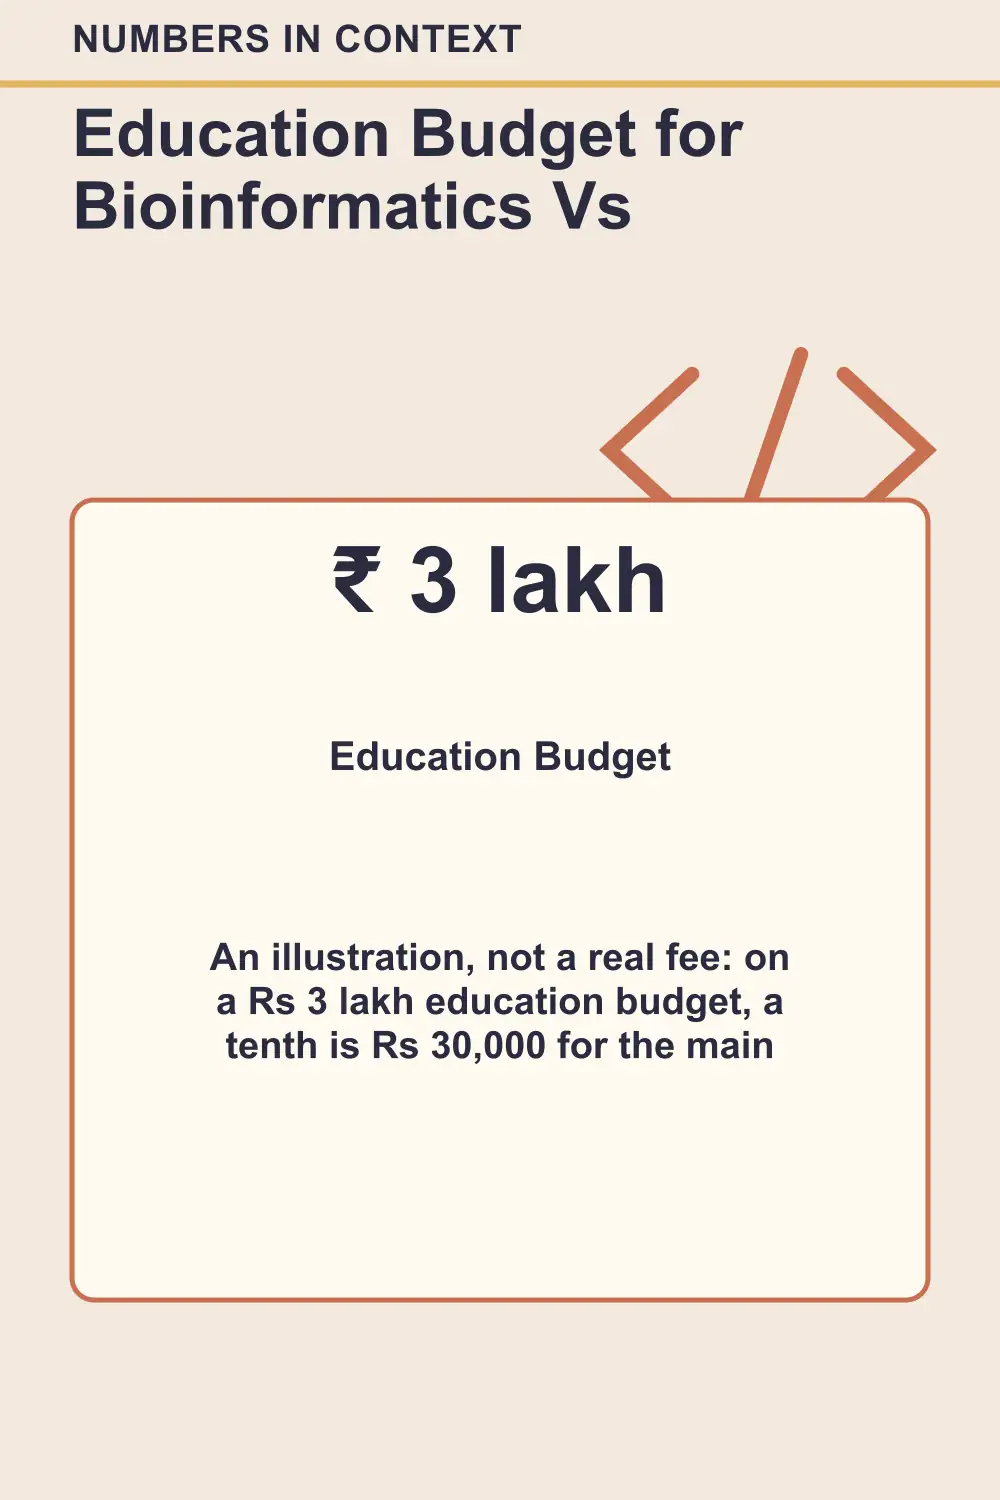 NUMBERS IN CONTEXT
Education Budget for
Bioinformatics Vs
₹ 3 lakh
Education Budget
An illustration, not a real fee: on
a Rs 3 lakh education budget, a
tenth is Rs 30,000 for the main